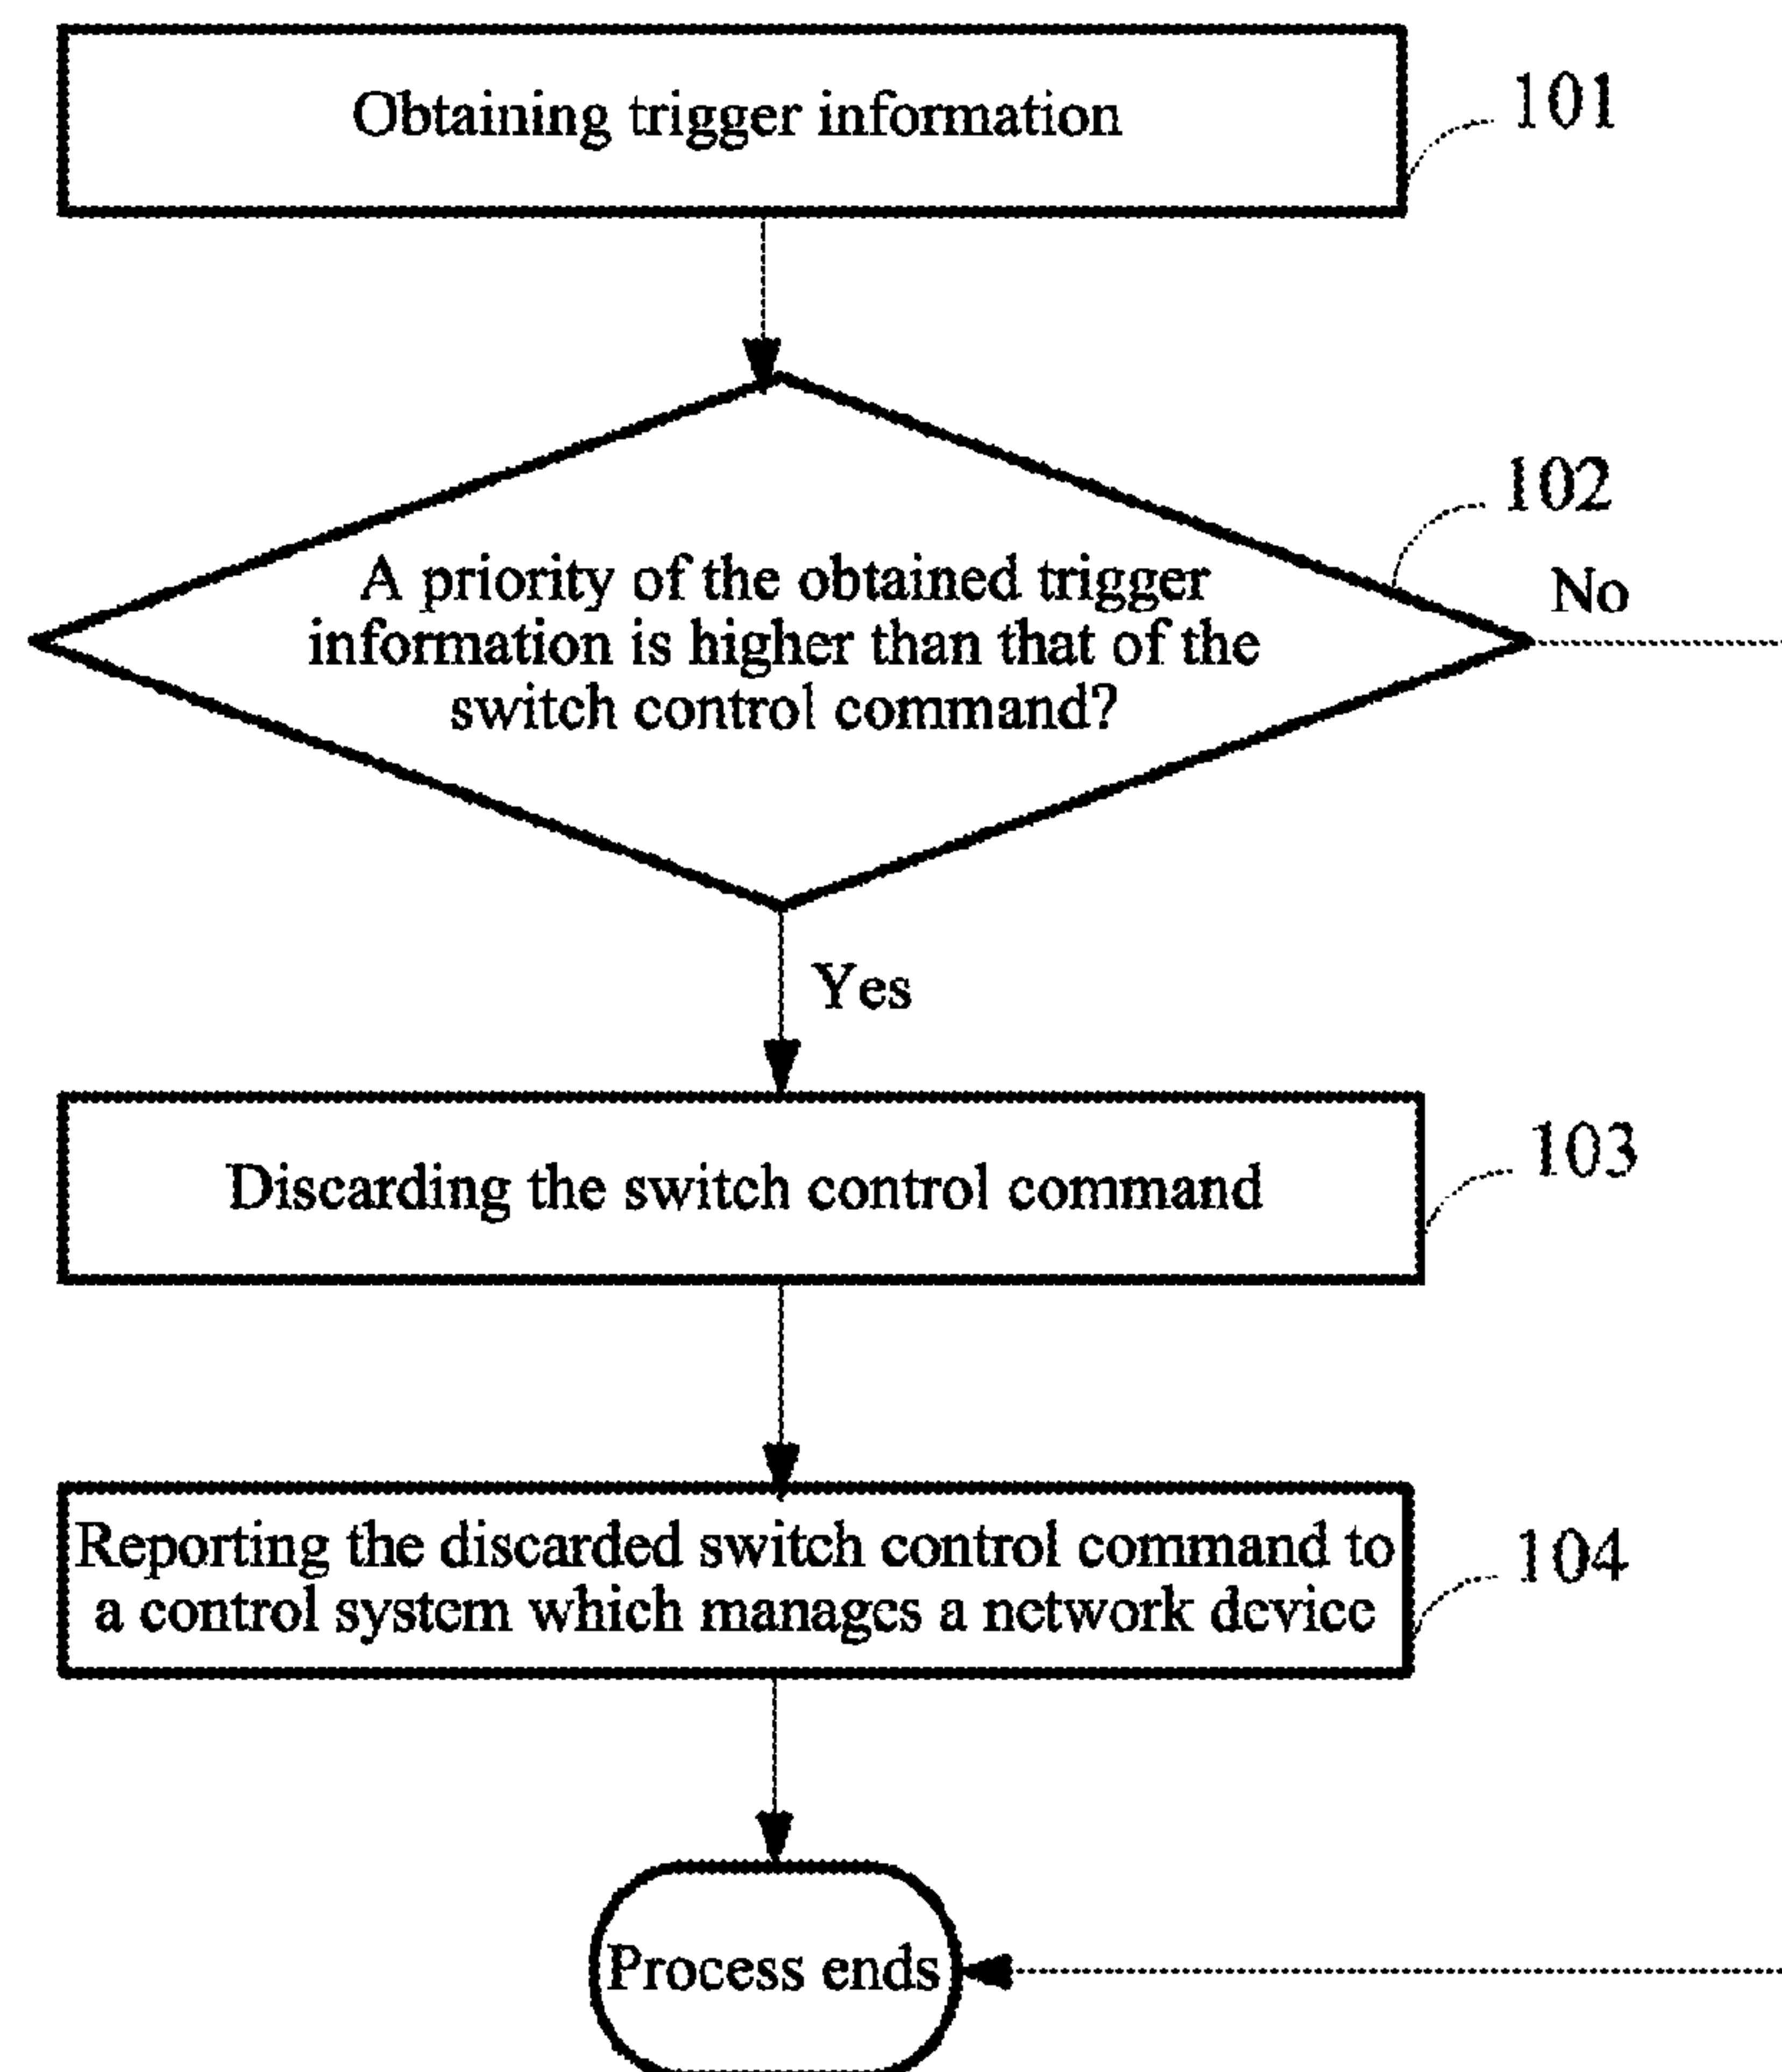 Obtaining trigger information
101
102
No
A priority of the obtained trigger
information is higher than that of the
switch control command?
Yes
Discarding the switch control command
103
Reporting the discarded switch control command to
a control system which manages a network device
104
Process ends